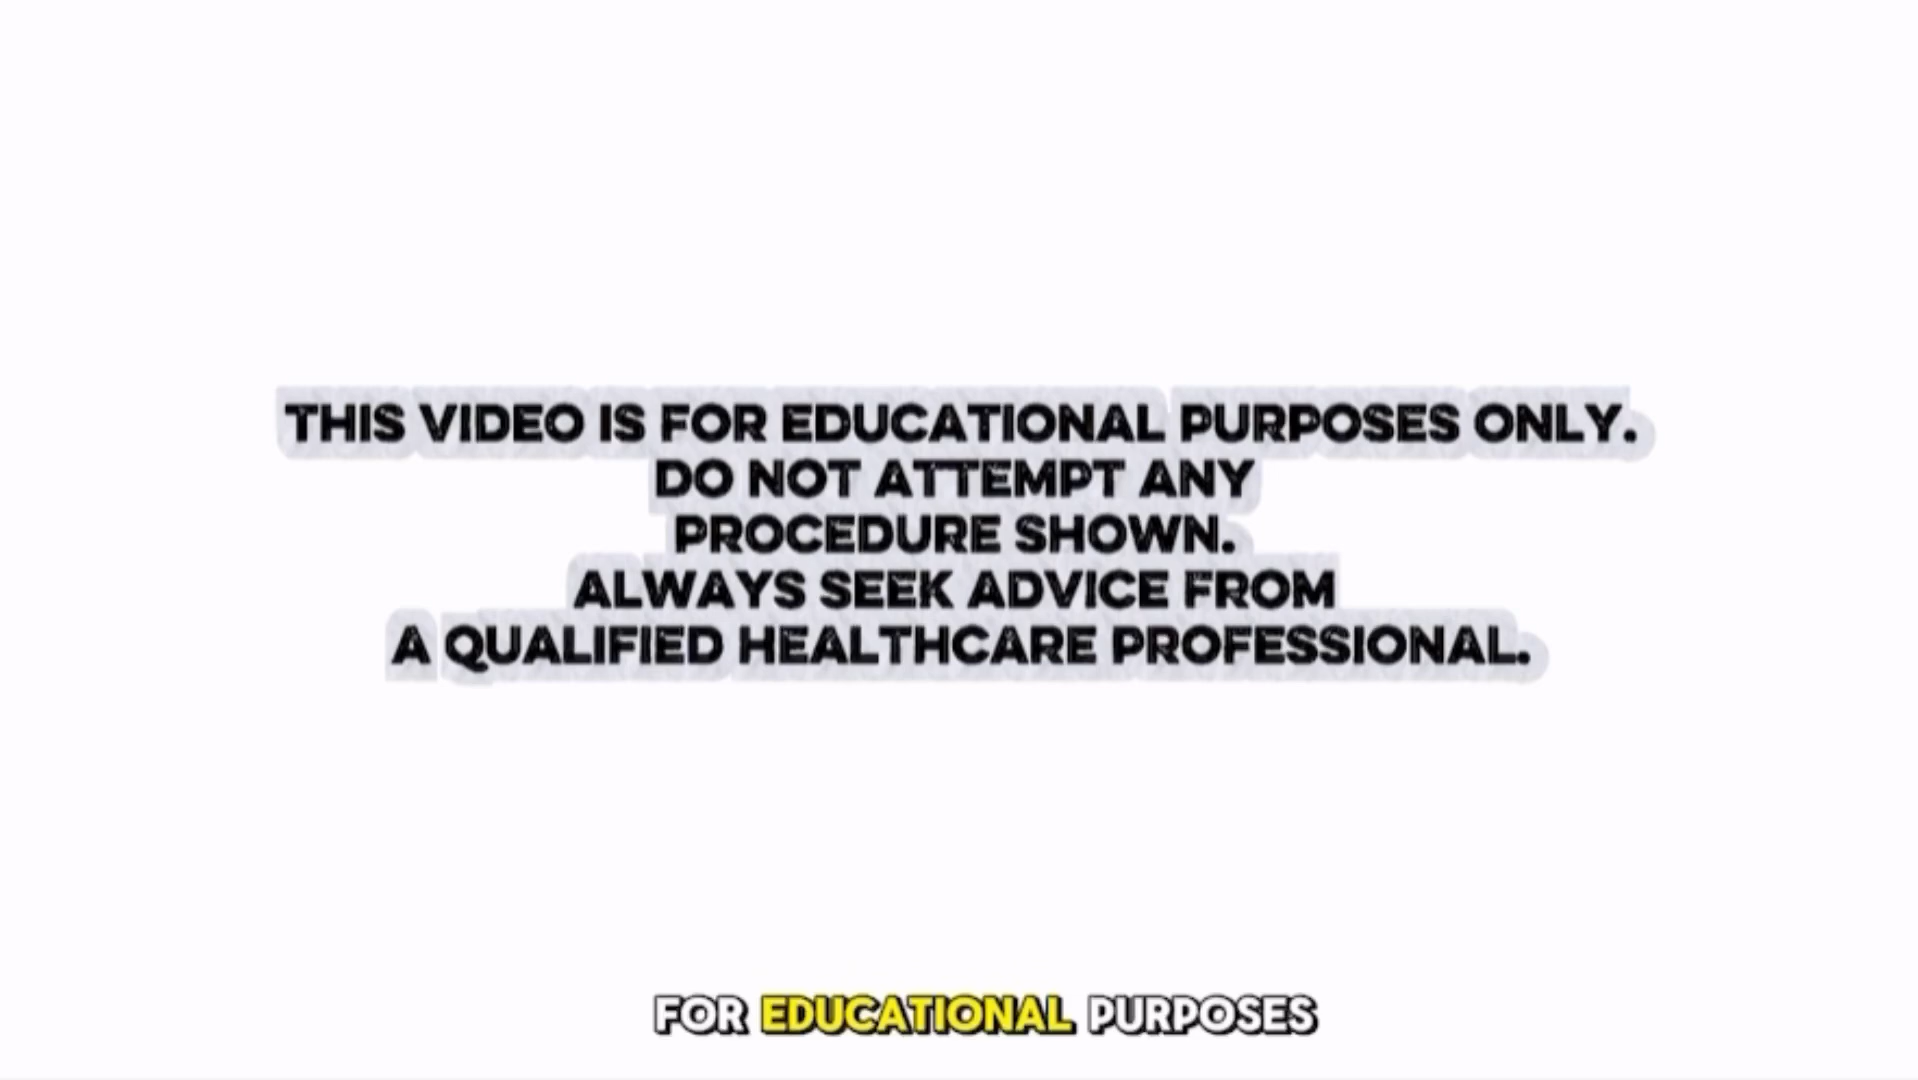 THIS VIDEO IS FOR EDUCATIONAL PURPOSES ONLY.
DO NOT ATTEMPT ANY
PROCEDURE SHOWN.
ALWAYS SEEK ADVICE FROM
A QUALIFIED HEALTHCARE PROFESSIONAL.
FOR EDUCATIONAL PURPOSES